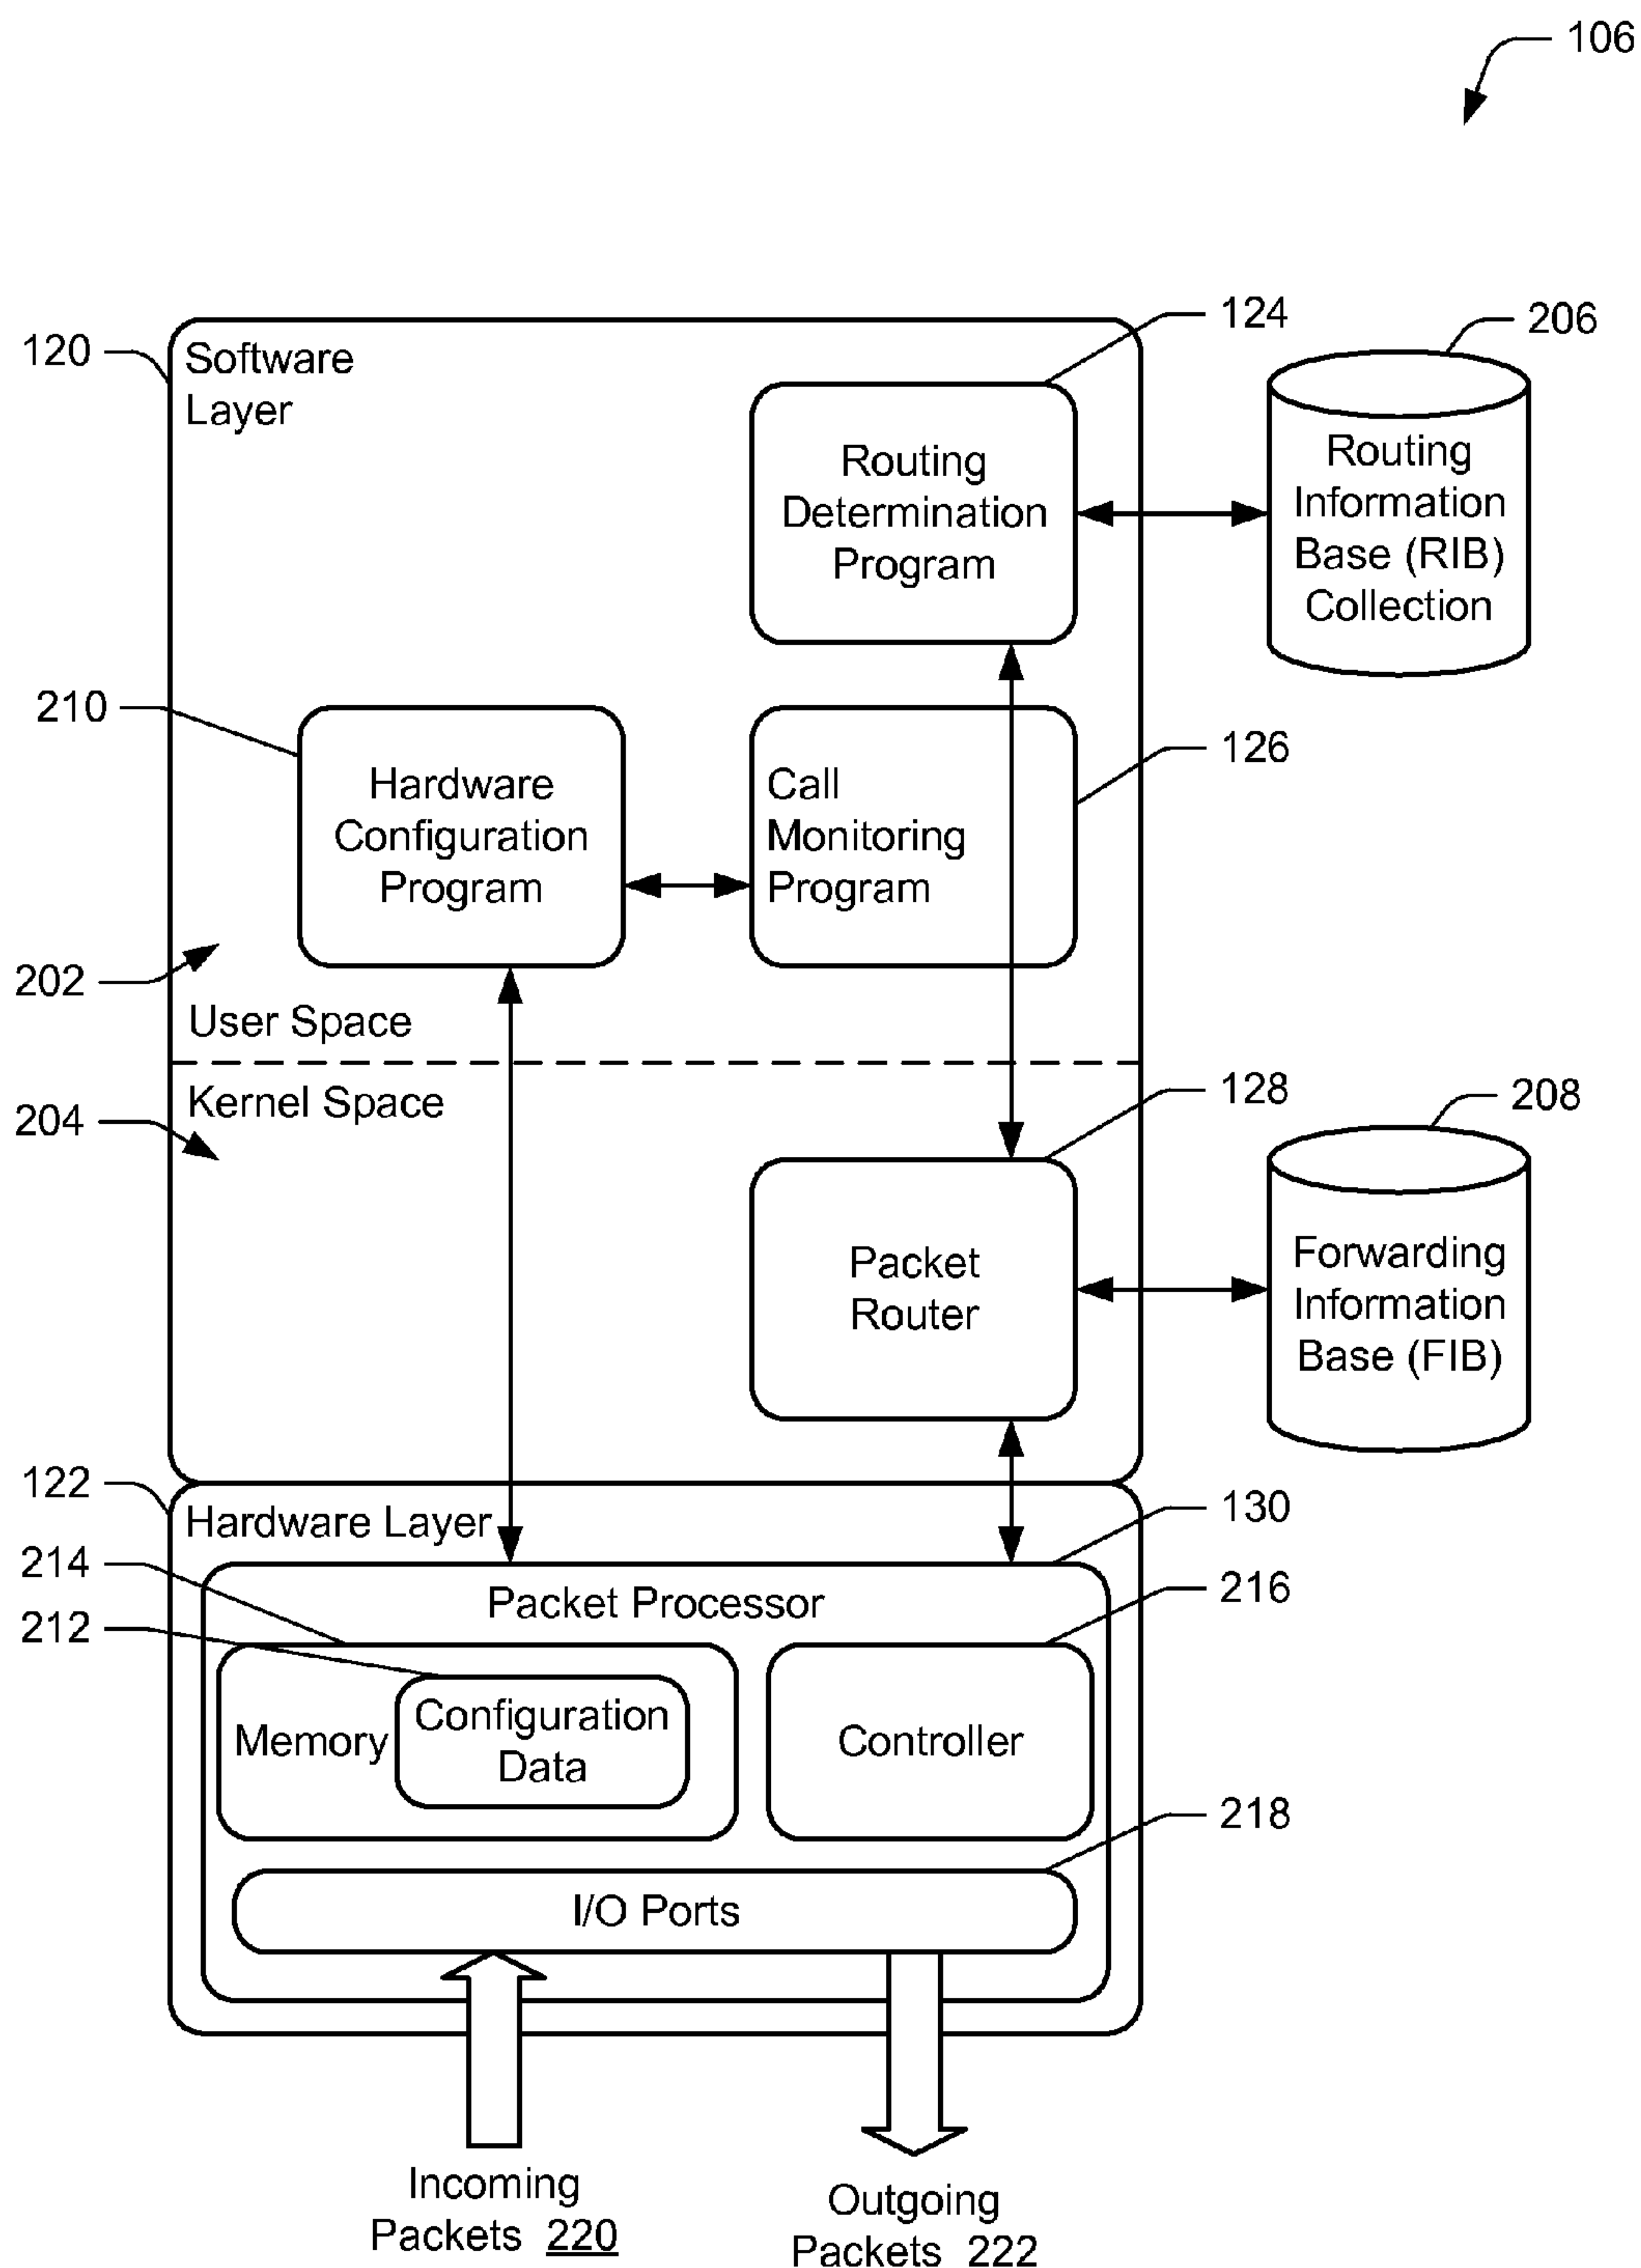 106
124
206
120
Software
Layer
Routing
Determination
Program
Routing
Information
Base (RIB)
Collection
210
126
Hardware
Configuration
Program
Call
Monitoring
Program
202
User Space
Kernel Space
204
128
208
Packet
Router
Forwarding
Information
Base (FIB)
122
Hardware Layer
130
214
Packet Processor
216
212
Memory
Configuration
Data
Controller
218
I/O Ports
Incoming
Packets 220
Outgoing
Packets 222